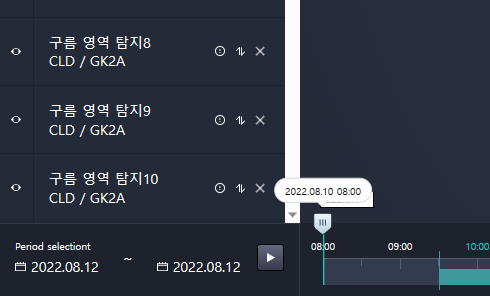 구름 영역 탐지8
CLD / GK2A
구름 영역 탐지9
CLD / GK2A
구름 영역 탐지10
CLD / GK2A
2022.08.10 08:00
Period selectiont
2022.08.12 ~ 2022.08.12
08:00 09:00 10:00